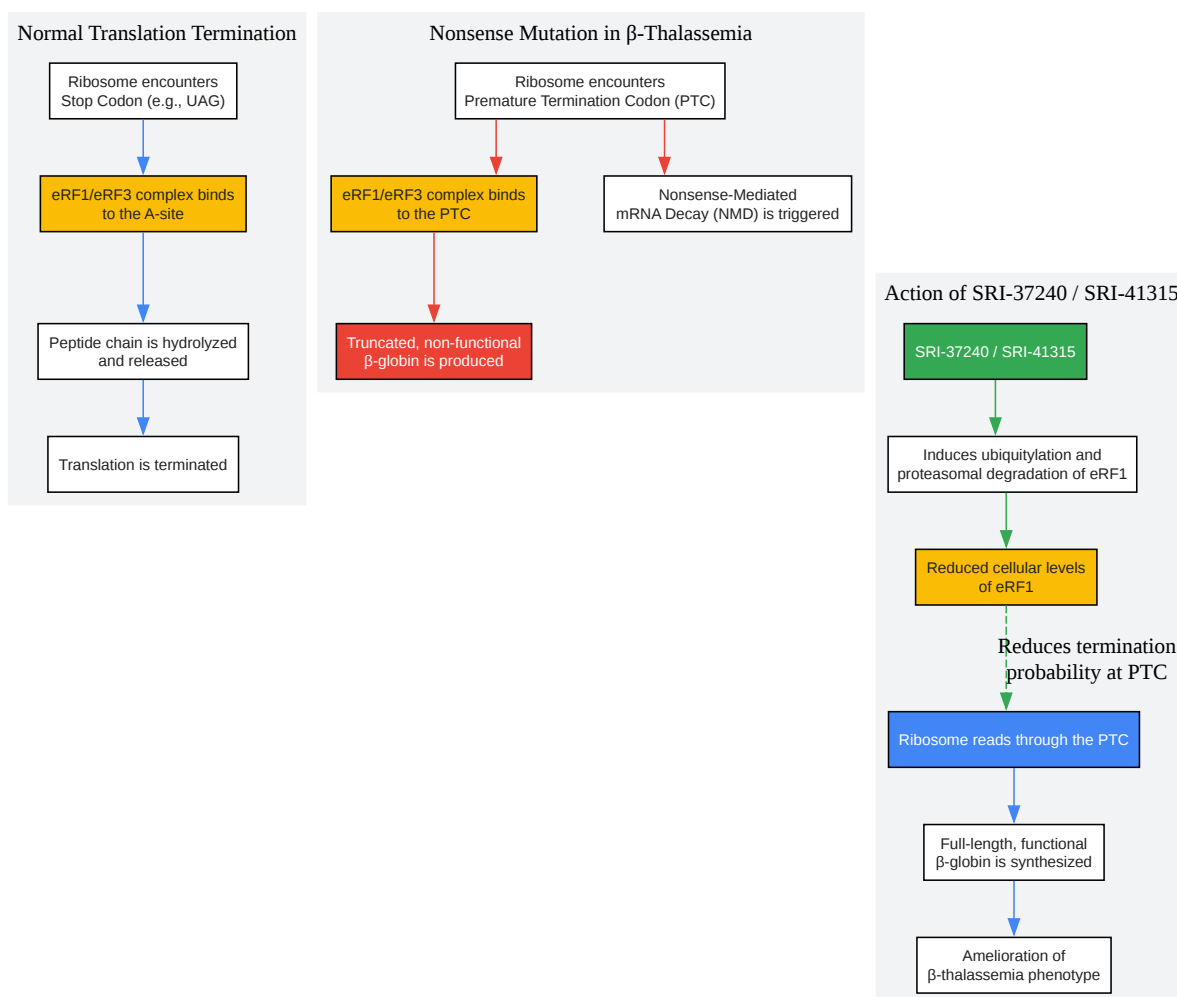 Normal Translation Termination
Ribosome encounters
Stop Codon (e.g., UAG)
eRF1/eRF3 complex binds
to the A-site
Peptide chain is hydrolyzed
and released
Translation is terminated
Nonsense Mutation in β-Thalassemia
Ribosome encounters
Premature Termination Codon (PTC)
eRF1/eRF3 complex binds
to the PTC
Nonsense-Mediated
mRNA Decay (NMD) is triggered
Truncated, non-functional
β-globin is produced
Action of SRI-37240 / SRI-41315
SRI-37240 / SRI-41315
Induces ubiquitylation and
proteasomal degradation of eRF1
Reduced cellular levels
of eRF1
Reduces termination
probability at PTC
Ribosome reads through the PTC
Full-length, functional
β-globin is synthesized
Amelioration of
β-thalassemia phenotype